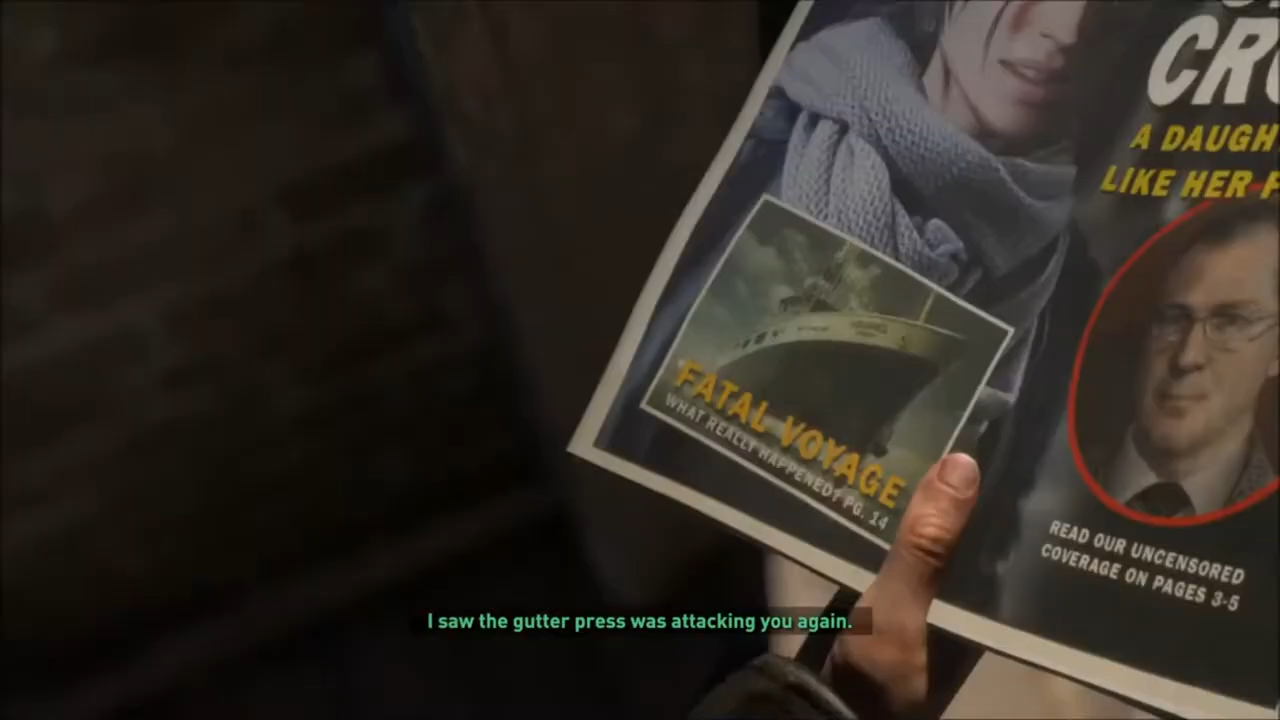 CR
A DAUGH
LIKE HER F
FATAL VOYAGE
WHAT REALLY HAPPENED? PG. 14
READ OUR UNCENSORED
COVERAGE ON PAGES 3-5
I saw the gutter press was attacking you again.